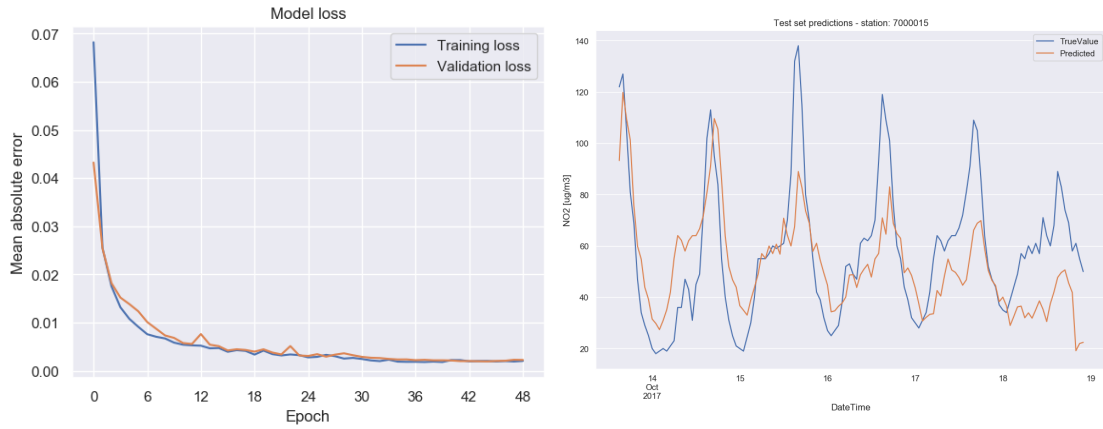 Model loss
0.07
0.06
0.05
0.04
0.03
0.02
0.01
0.00
Mean absolute error
Training loss
Validation loss
0 6 12 18 24 30 36 42 48
Epoch
Test set predictions - station: 7000015
140
120
100
80
60
40
20
NO2 [ug/m3]
TrueValue
Predicted
14 15 16 17 18 19
Oct
2017
DateTime